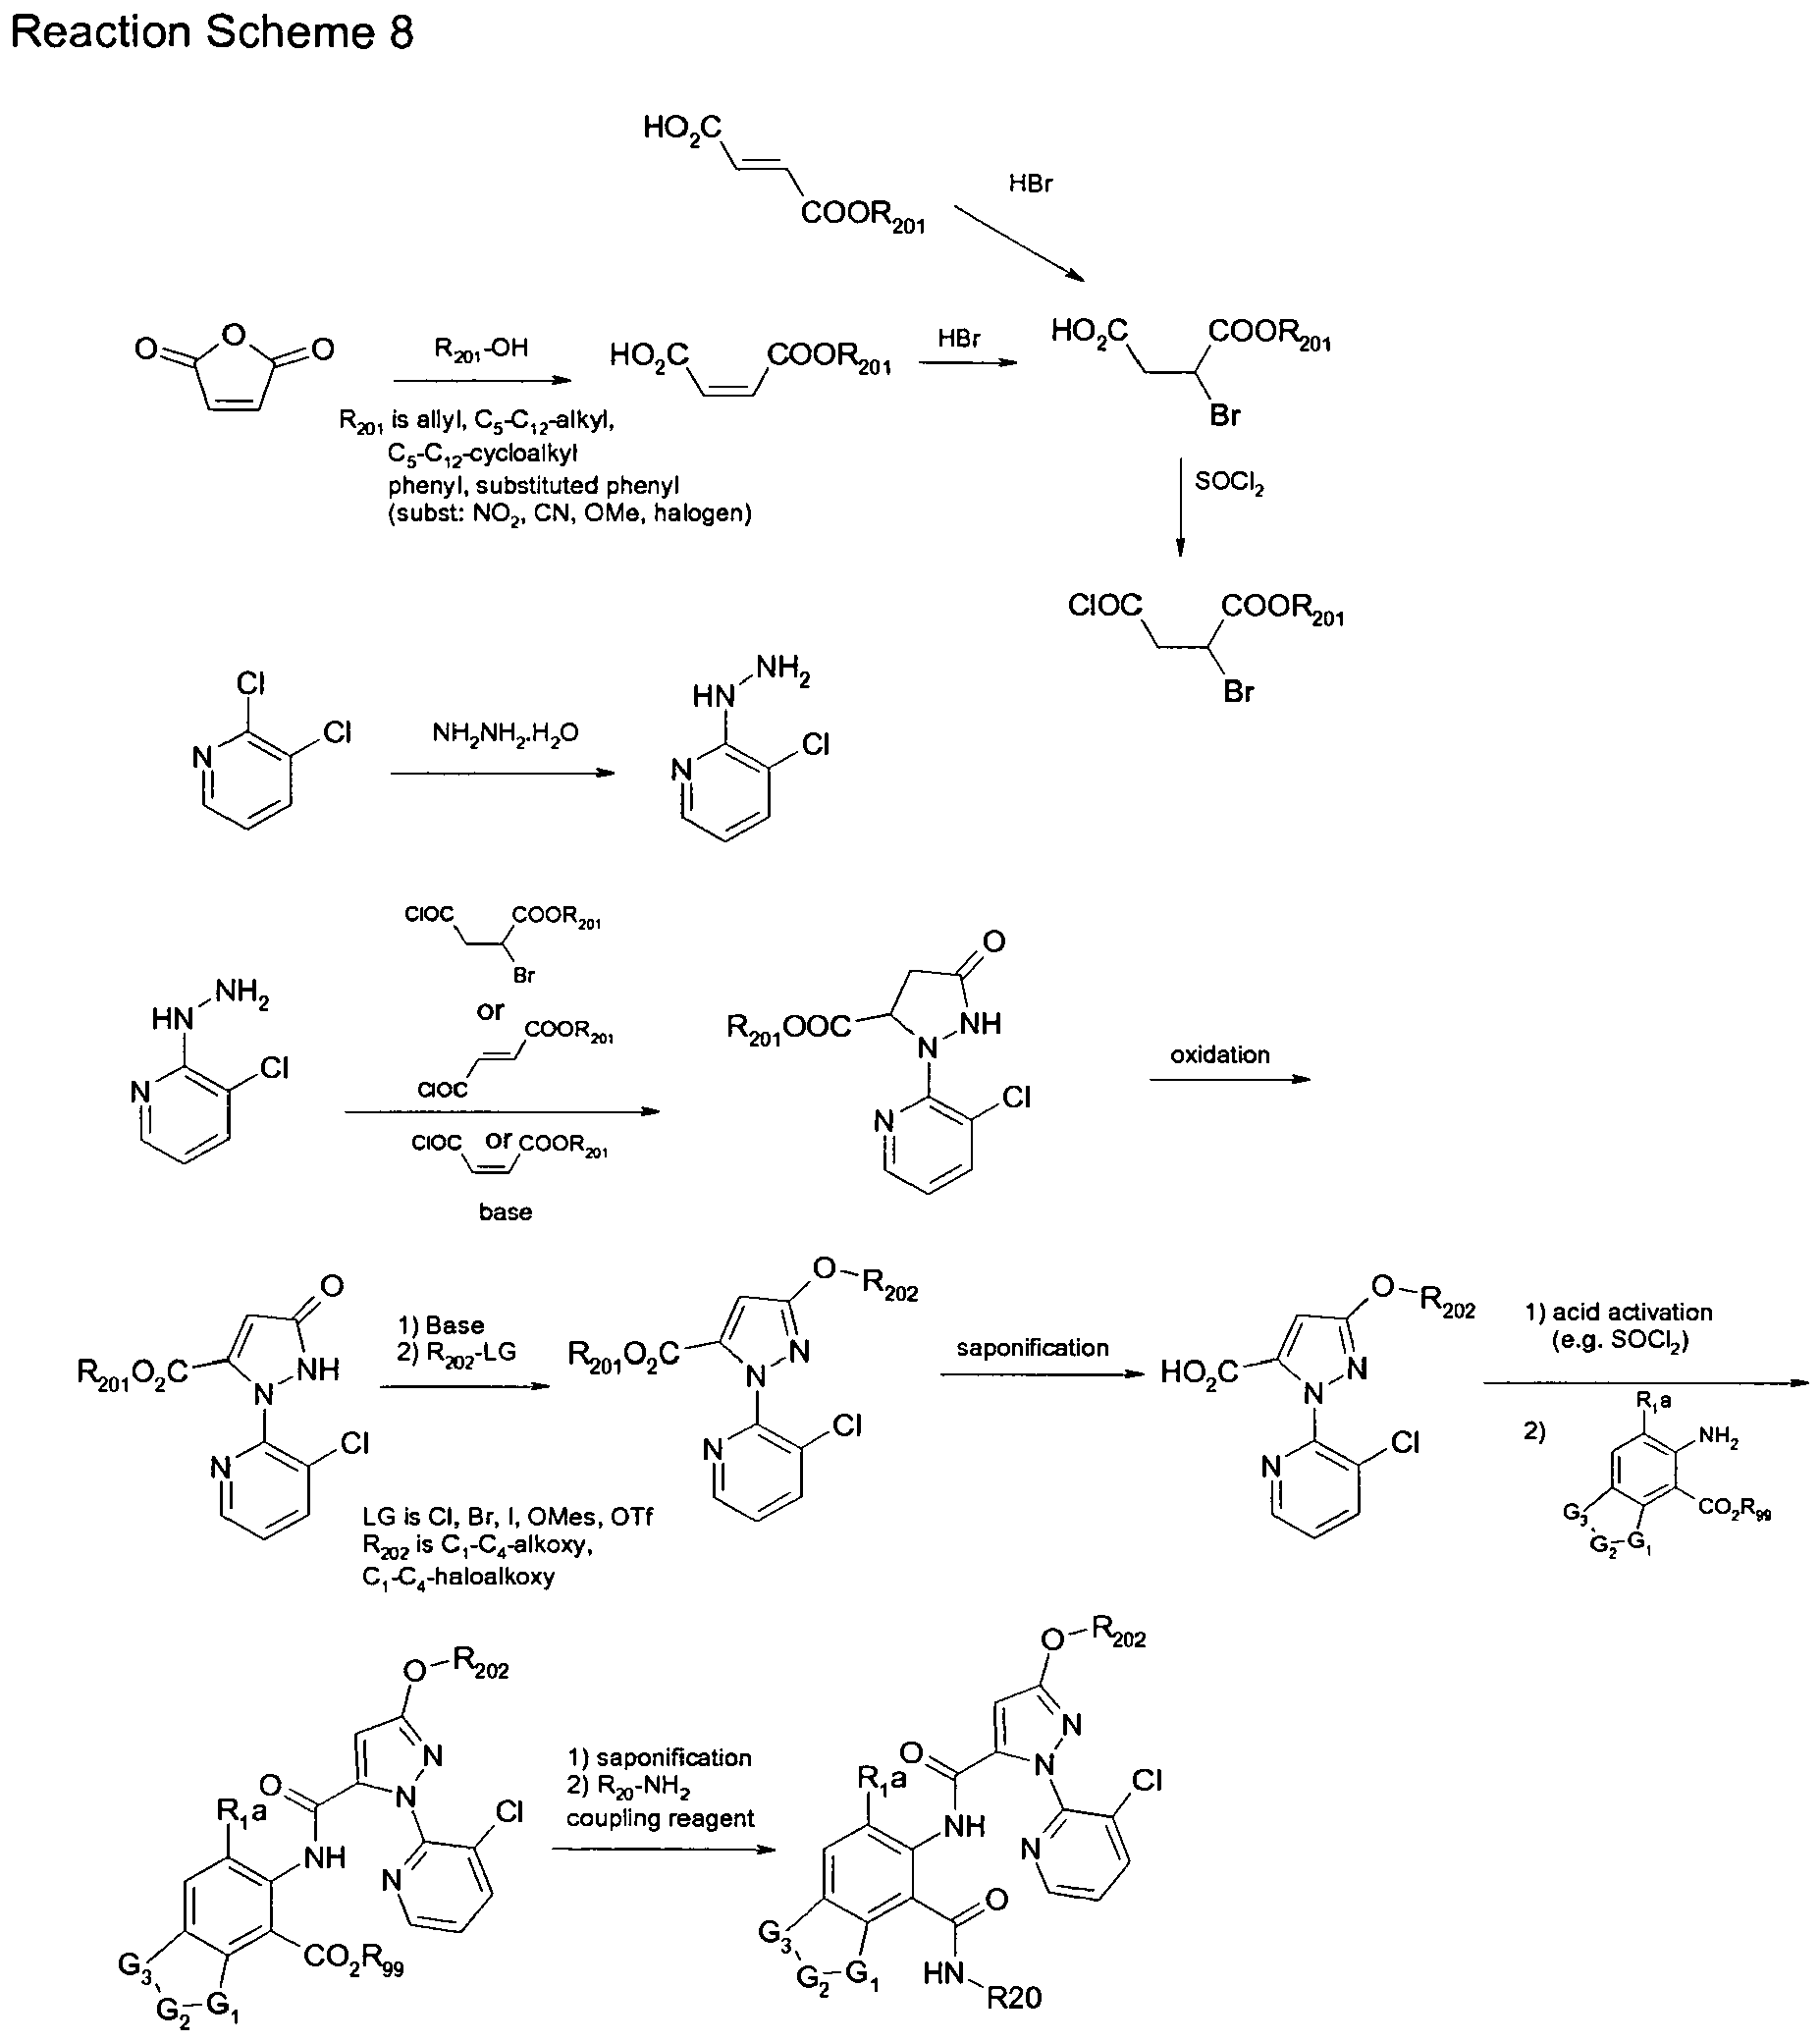 Reaction Scheme 8
HO2C
COOR201
HBr
O O O
R201-OH
HO2C COOR201
HBr
HO2C COOR201
Br
R201 is allyl, C5-C12-alkyl,
C5-C12-cycloalkyl
phenyl, substituted phenyl
(subst: NO2, CN, OMe, halogen)
SOCl2
ClOC COOR201
Br
Cl
Cl
N
NH2NH2.H2O
NH2
HN
Cl
N
ClOC COOR201
Br
or
COOR201
ClOC
ClOC or COOR201
base
NH2
HN
Cl
N
O
R201OOC
NH
N
Cl
N
oxidation
O
R201O2C
NH
N
Cl
N
1) Base
2) R202-LG
LG is Cl, Br, I, OMes, OTf
R202 is C1-C4-alkoxy,
C1-C4-haloalkoxy
O-R202
R201O2C
N
N
Cl
N
saponification
O-R202
HO2C
N
N
Cl
N
1) acid activation
(e.g. SOCl2)
2)
R1a
NH2
CO2R99
G3
G2-G1
O-R202
N
N
O
R1a
Cl
NH
N
CO2R99
G3
G2-G1
1) saponification
2) R20-NH2
coupling reagent
O-R202
N
N
O
R1a
Cl
NH
N
O
G3
G2-G1
HN
R20